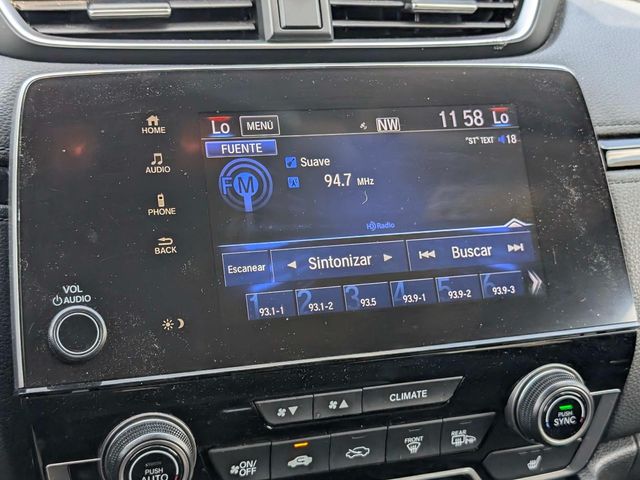 HOME
AUDIO
PHONE
BACK
VOL
AUDIO
Lo MENÚ NW 11 58 Lo
FUENTE "ST" TEXT 18
FM
Suave
94.7 MHz
HD Radio
Escanear Sintonizar Buscar
1 93.1-1 2 93.1-2 3 93.5 4 93.9-1 5 93.9-2 6 93.9-3
CLIMATE
ON/OFF FRONT REAR
PUSH AUTO
PUSH SYNC